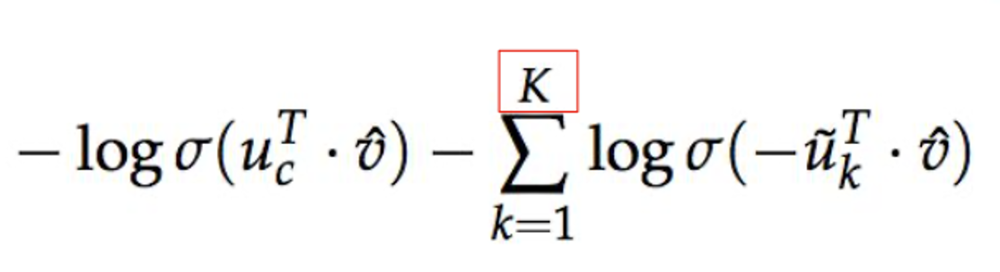 − log σ(u_c^T · v̂) − ∑_{k=1}^{K} log σ(−ũ_k^T · v̂)